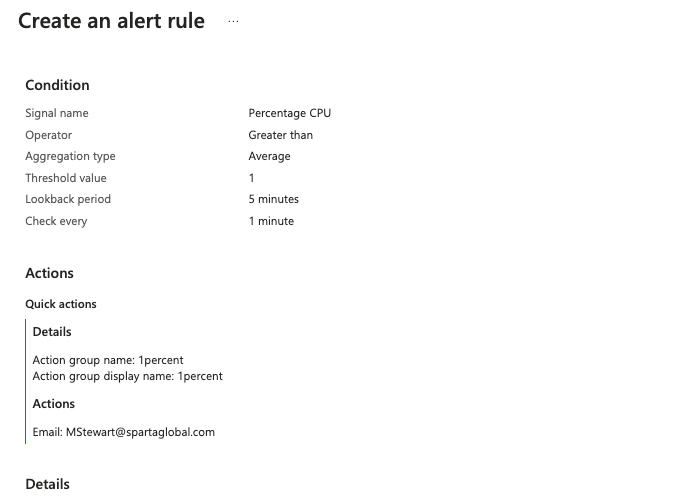 Create an alert rule ...
Condition
Signal name Percentage CPU
Operator Greater than
Aggregation type Average
Threshold value 1
Lookback period 5 minutes
Check every 1 minute
Actions
Quick actions
Details
Action group name: 1percent
Action group display name: 1percent
Actions
Email: MStewart@spartaglobal.com
Details